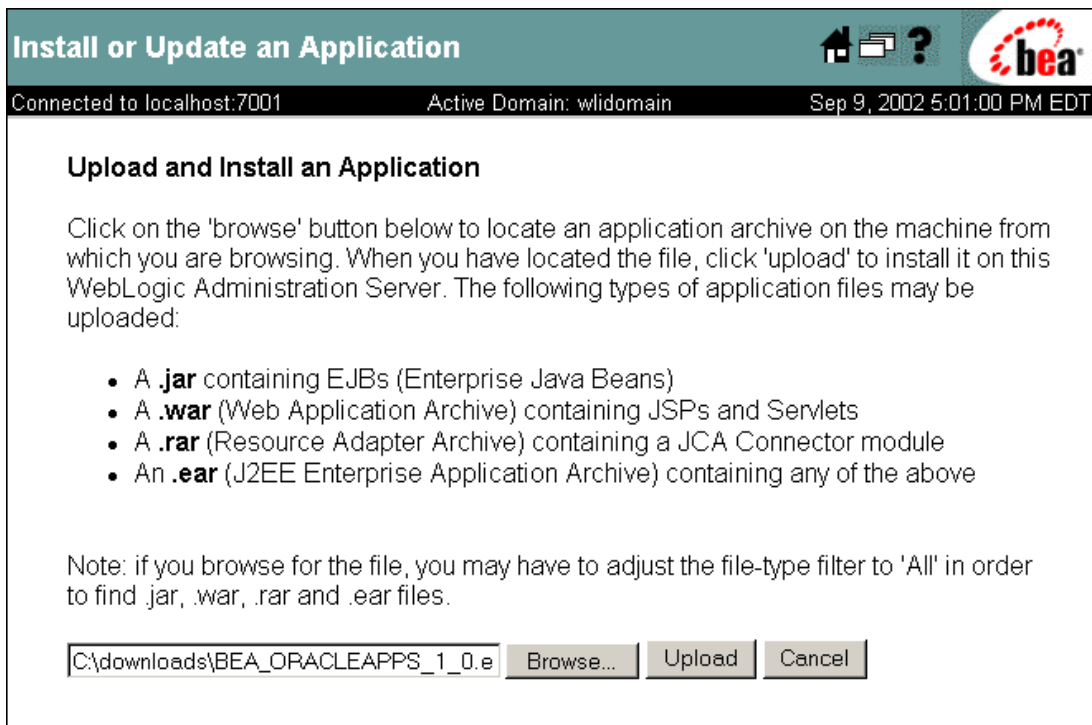 Install or Update an Application
? bea
Connected to localhost:7001 Active Domain: wlidomain Sep 9, 2002 5:01:00 PM EDT
Upload and Install an Application
Click on the 'browse' button below to locate an application archive on the machine from
which you are browsing. When you have located the file, click 'upload' to install it on this
WebLogic Administration Server. The following types of application files may be
uploaded:
• A .jar containing EJBs (Enterprise Java Beans)
• A .war (Web Application Archive) containing JSPs and Servlets
• A .rar (Resource Adapter Archive) containing a JCA Connector module
• An .ear (J2EE Enterprise Application Archive) containing any of the above
Note: if you browse for the file, you may have to adjust the file-type filter to 'All' in order
to find .jar, .war, .rar and .ear files.
C:\downloads\BEA_ORACLEAPPS_1_0.e Browse... Upload Cancel